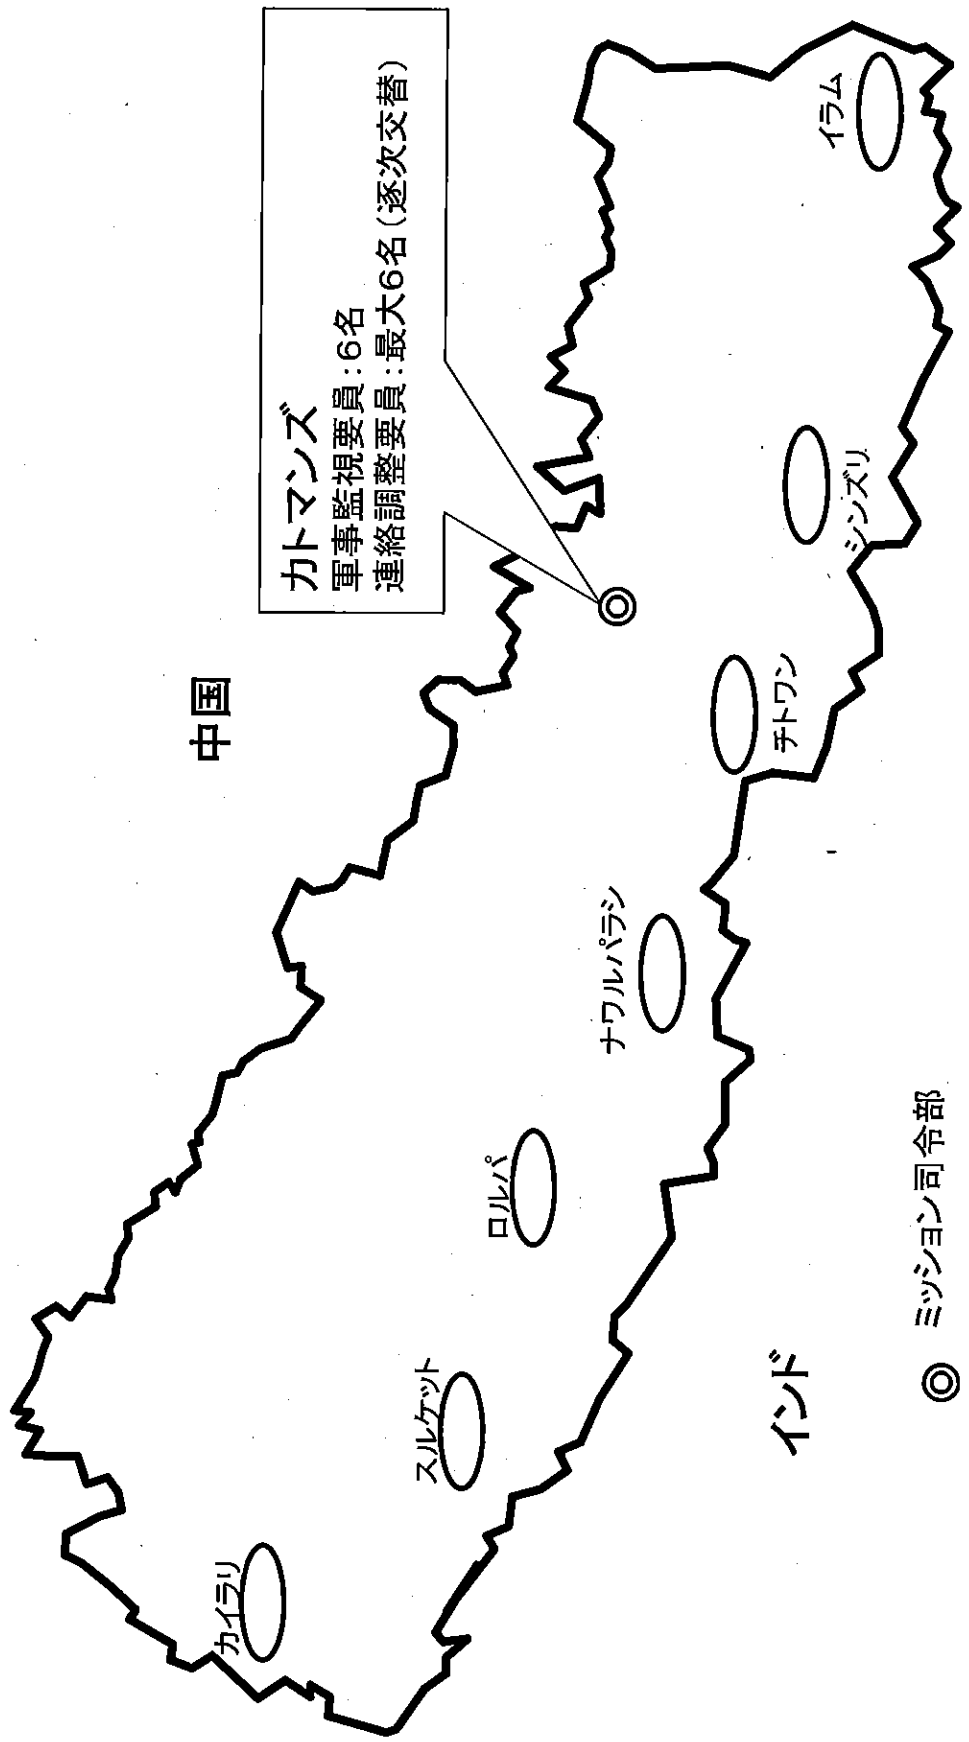 中国
カトマンズ
軍事監視要員:6名
連絡調整要員:最大6名(逐次交替)
カイラリ
スルケット
ロルパ
ナワルパラシ
チトワン
シンズリ
イラム
インド
◎ ミッション司令部